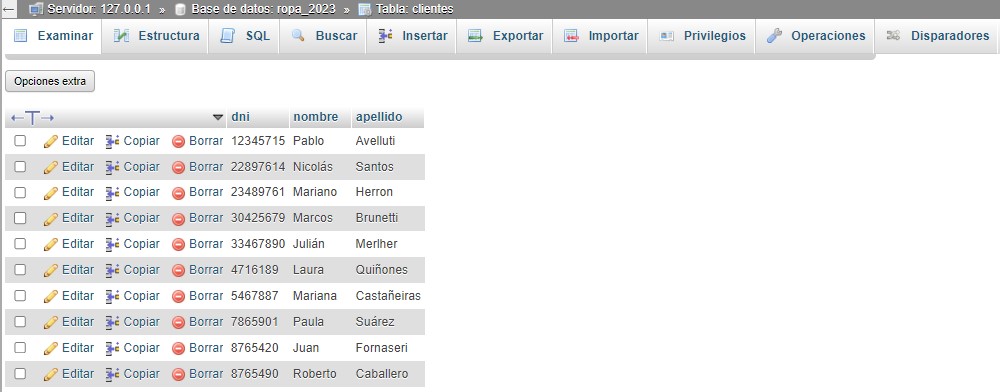 Servidor: 127.0.0.1 » Base de datos: ropa_2023 » Tabla: clientes
Examinar Estructura SQL Buscar Insertar Exportar Importar Privilegios Operaciones Disparadores
Opciones extra
dni nombre apellido
Editar Copiar Borrar 12345715 Pablo Avelluti
Editar Copiar Borrar 22897614 Nicolás Santos
Editar Copiar Borrar 23489761 Mariano Herron
Editar Copiar Borrar 30425679 Marcos Brunetti
Editar Copiar Borrar 33467890 Julián Merlher
Editar Copiar Borrar 4716189 Laura Quiñones
Editar Copiar Borrar 5467887 Mariana Castañeiras
Editar Copiar Borrar 7865901 Paula Suárez
Editar Copiar Borrar 8765420 Juan Fornaseri
Editar Copiar Borrar 8765490 Roberto Caballero